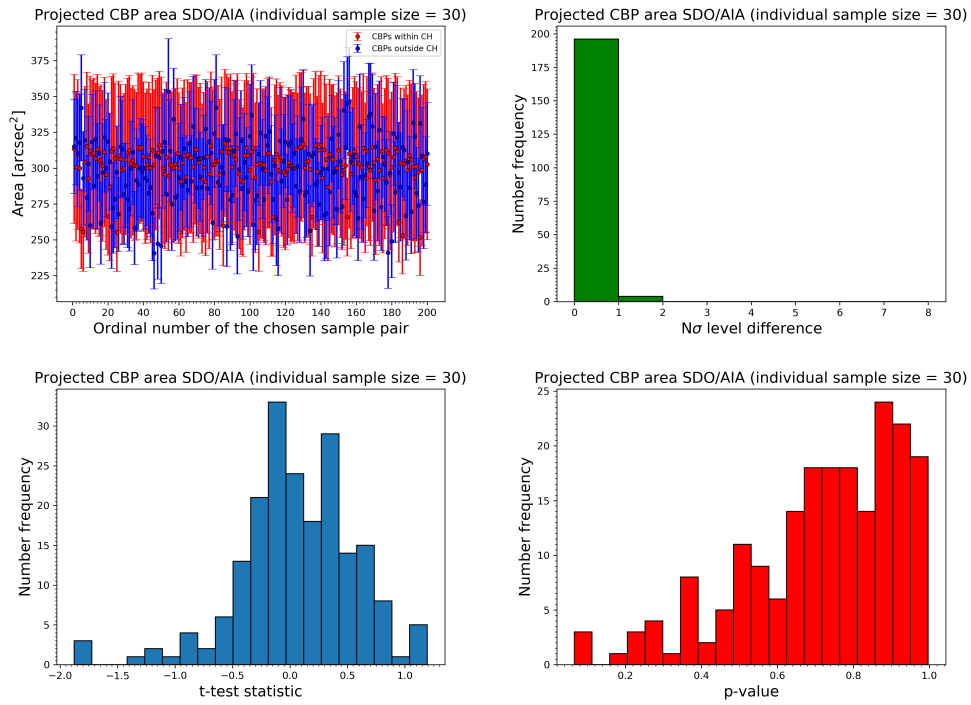 Projected CBP area SDO/AIA (individual sample size = 30)
CBPs within CH
CBPs outside CH
375
350
325
300
275
250
225
Area [arcsec²]
0 20 40 60 80 100 120 140 160 180 200
Ordinal number of the chosen sample pair
Projected CBP area SDO/AIA (individual sample size = 30)
200
175
150
125
100
75
50
25
0
Number frequency
0 1 2 3 4 5 6 7 8
Nσ level difference
Projected CBP area SDO/AIA (individual sample size = 30)
30
25
20
15
10
5
0
Number frequency
−2.0 −1.5 −1.0 −0.5 0.0 0.5 1.0
t-test statistic
Projected CBP area SDO/AIA (individual sample size = 30)
25
20
15
10
5
0
Number frequency
0.2 0.4 0.6 0.8 1.0
p-value